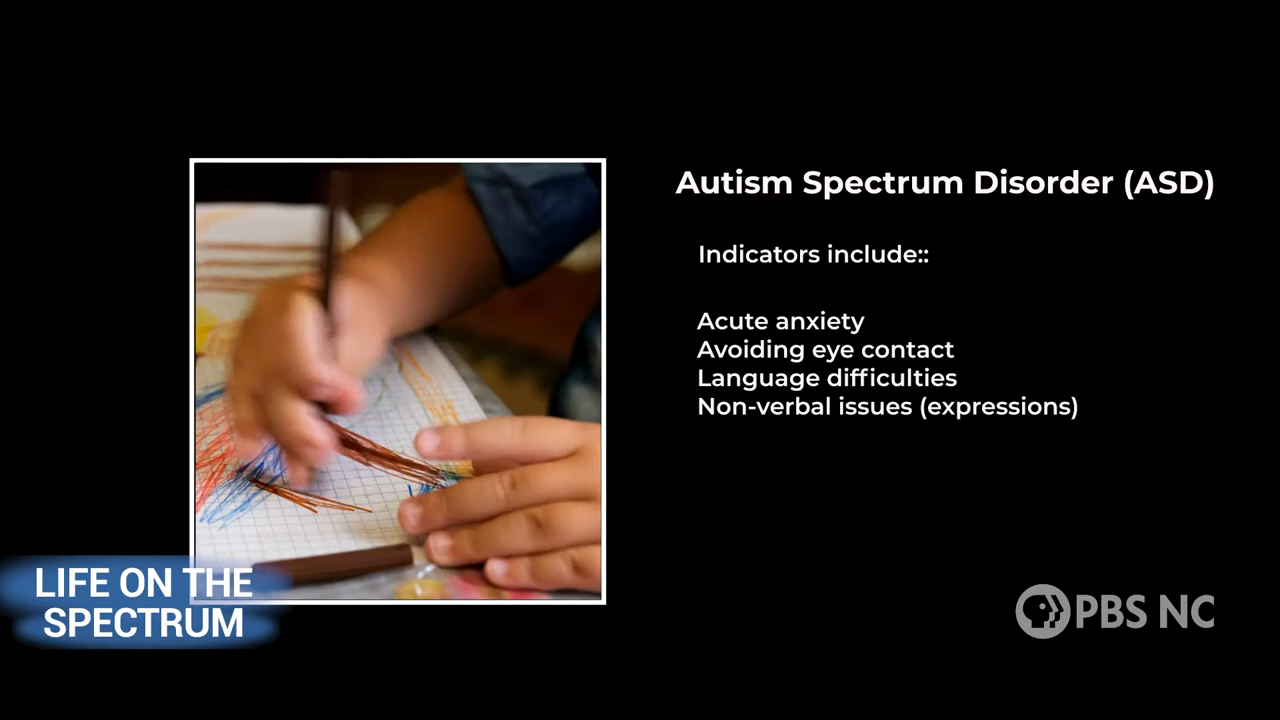 Autism Spectrum Disorder (ASD)
Indicators include::
Acute anxiety
Avoiding eye contact
Language difficulties
Non-verbal issues (expressions)
LIFE ON THE
SPECTRUM
PBS NC